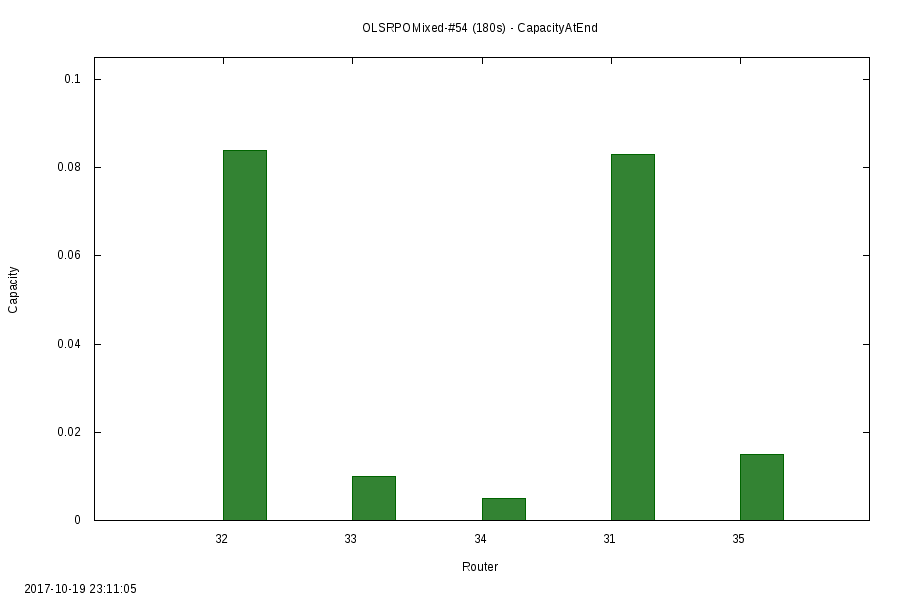 OLSRPOMixed-#54 (180s) - CapacityAtEnd
0.1
0.08
0.06
0.04
0.02
0
Capacity
32 33 34 31 35
Router
2017-10-19 23:11:05